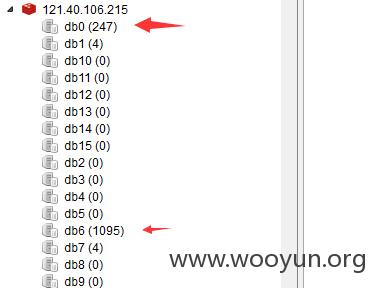 121.40.106.215
db0 (247)
db1 (4)
db10 (0)
db11 (0)
db12 (0)
db13 (0)
db14 (0)
db15 (0)
db2 (0)
db3 (0)
db4 (0)
db5 (0)
db6 (1095)
db7 (4)
db8 (0)
db9 (0)
www.wooyun.org